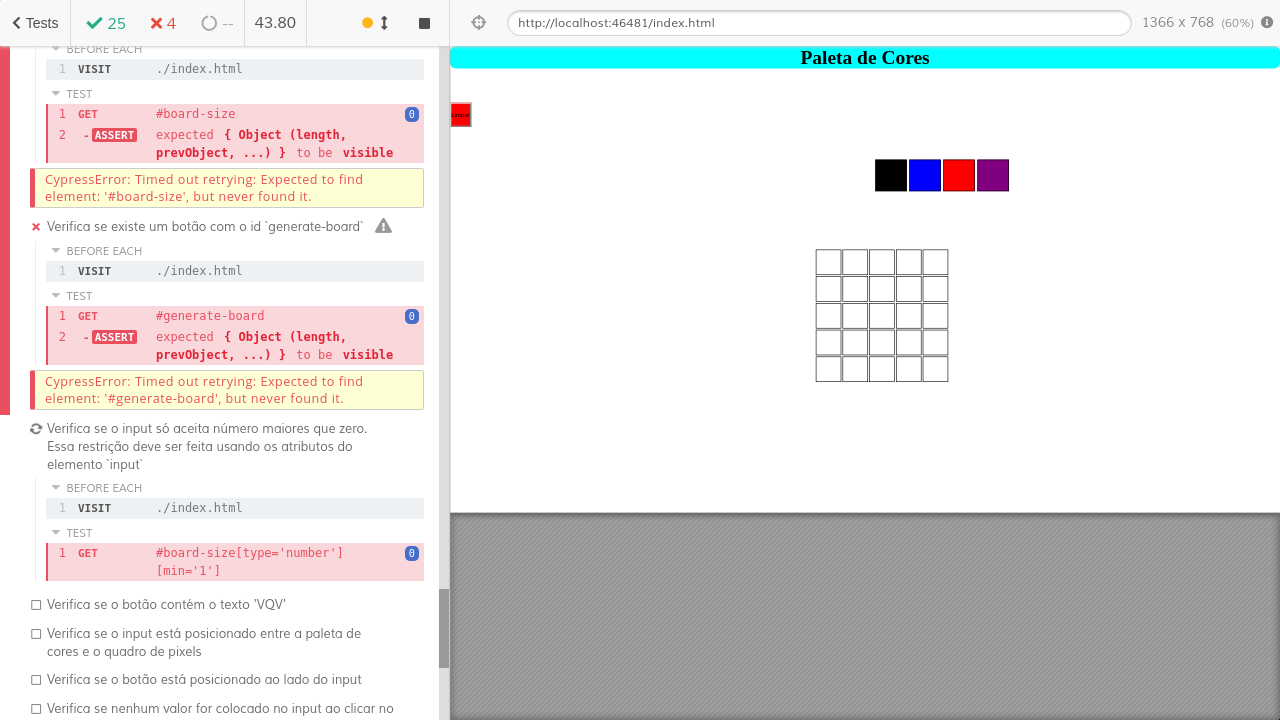 Tests 25 4 -- 43.80
http://localhost:46481/index.html 1366 x 768 (60%)
BEFORE EACH
1 VISIT ./index.html
TEST
1 GET #board-size 0
2 -ASSERT expected { Object (length,
prevObject, ...) } to be visible
CypressError: Timed out retrying: Expected to find
element: '#board-size', but never found it.
Verifica se existe um botão com o id `generate-board`
BEFORE EACH
1 VISIT ./index.html
TEST
1 GET #generate-board 0
2 -ASSERT expected { Object (length,
prevObject, ...) } to be visible
CypressError: Timed out retrying: Expected to find
element: '#generate-board', but never found it.
Verifica se o input só aceita número maiores que zero.
Essa restrição deve ser feita usando os atributos do
elemento `input`
BEFORE EACH
1 VISIT ./index.html
TEST
1 GET #board-size[type='number'] 0
[min='1']
Verifica se o botão contém o texto 'VQV'
Verifica se o input está posicionado entre a paleta de
cores e o quadro de pixels
Verifica se o botão está posicionado ao lado do input
Verifica se nenhum valor for colocado no input ao clicar no
Paleta de Cores